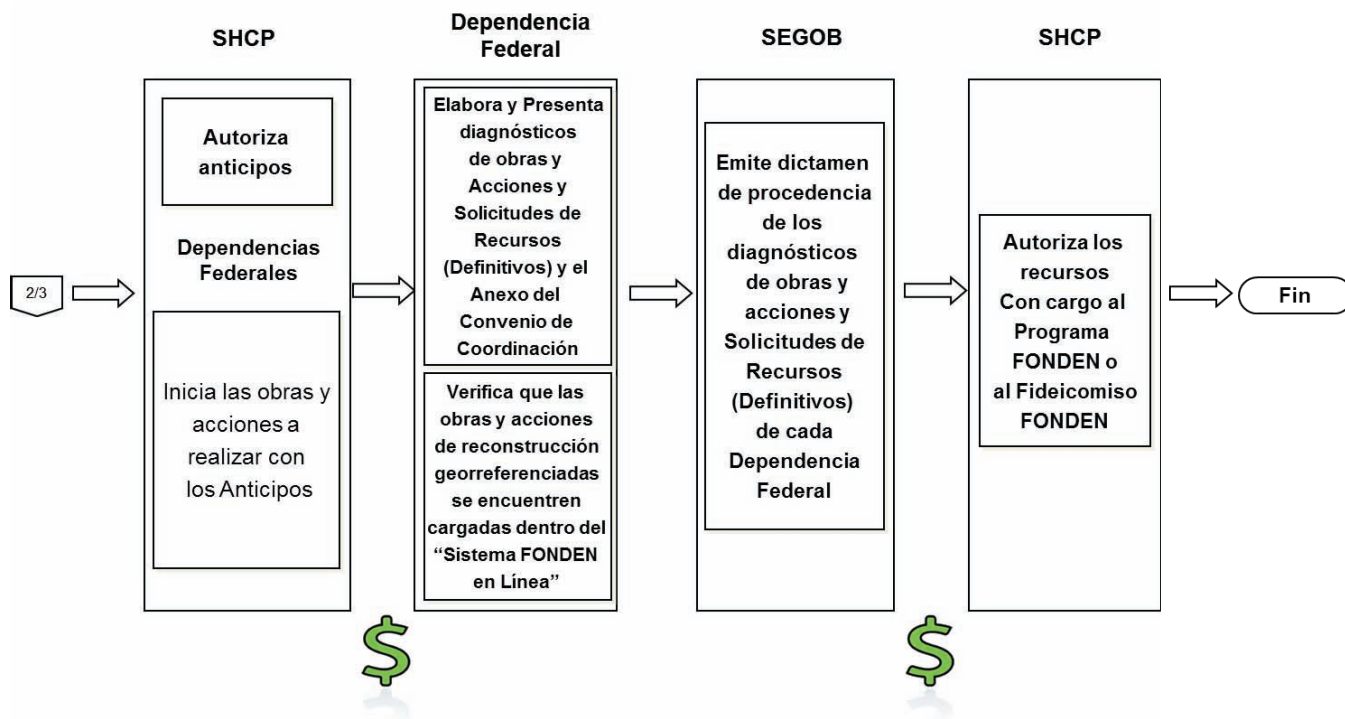 SHCP
Dependencia
Federal
SEGOB
SHCP
2/3
Autoriza
anticipos
Dependencias
Federales
Inicia las obras y
acciones a
realizar con
los Anticipos
Elabora y Presenta
diagnósticos
de obras y
Acciones y
Solicitudes de
Recursos
(Definitivos) y el
Anexo del
Convenio de
Coordinación
Verifica que las
obras y acciones
de reconstrucción
georreferenciadas
se encuentren
cargadas dentro del
“Sistema FONDEN
en Línea”
Emite dictamen
de procedencia
de los
diagnósticos
de obras y
acciones y
Solicitudes de
Recursos
(Definitivos)
de cada
Dependencia
Federal
Autoriza los
recursos
Con cargo al
Programa
FONDEN o
al Fideicomiso
FONDEN
Fin
$
$